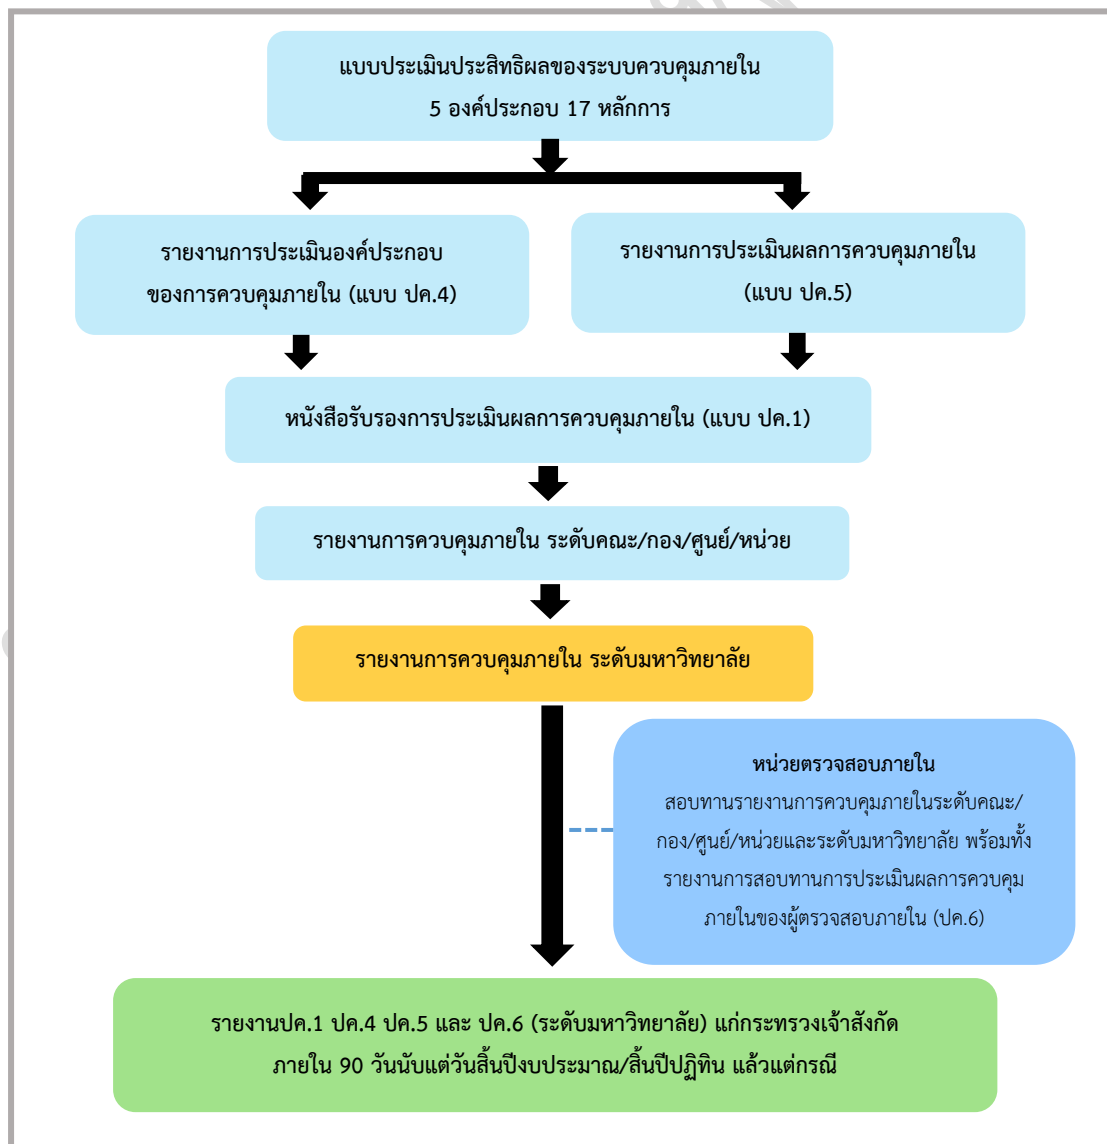 แบบประเมินประสิทธิผลของระบบควบคุมภายใน
5 องค์ประกอบ 17 หลักการ
รายงานการประเมินองค์ประกอบ
ของการควบคุมภายใน (แบบ ปค.4)
รายงานการประเมินผลการควบคุมภายใน
(แบบ ปค.5)
หนังสือรับรองการประเมินผลการควบคุมภายใน (แบบ ปค.1)
รายงานการควบคุมภายใน ระดับคณะ/กอง/ศูนย์/หน่วย
รายงานการควบคุมภายใน ระดับมหาวิทยาลัย
หน่วยตรวจสอบภายใน
สอบทานรายงานการควบคุมภายในระดับคณะ/
กอง/ศูนย์/หน่วยและระดับมหาวิทยาลัย พร้อมทั้ง
รายงานการสอบทานการประเมินผลการควบคุม
ภายในของผู้ตรวจสอบภายใน (ปค.6)
รายงานปค.1 ปค.4 ปค.5 และ ปค.6 (ระดับมหาวิทยาลัย) แก่กระทรวงเจ้าสังกัด
ภายใน 90 วันนับแต่วันสิ้นปีงบประมาณ/สิ้นปีปฏิทิน แล้วแต่กรณี